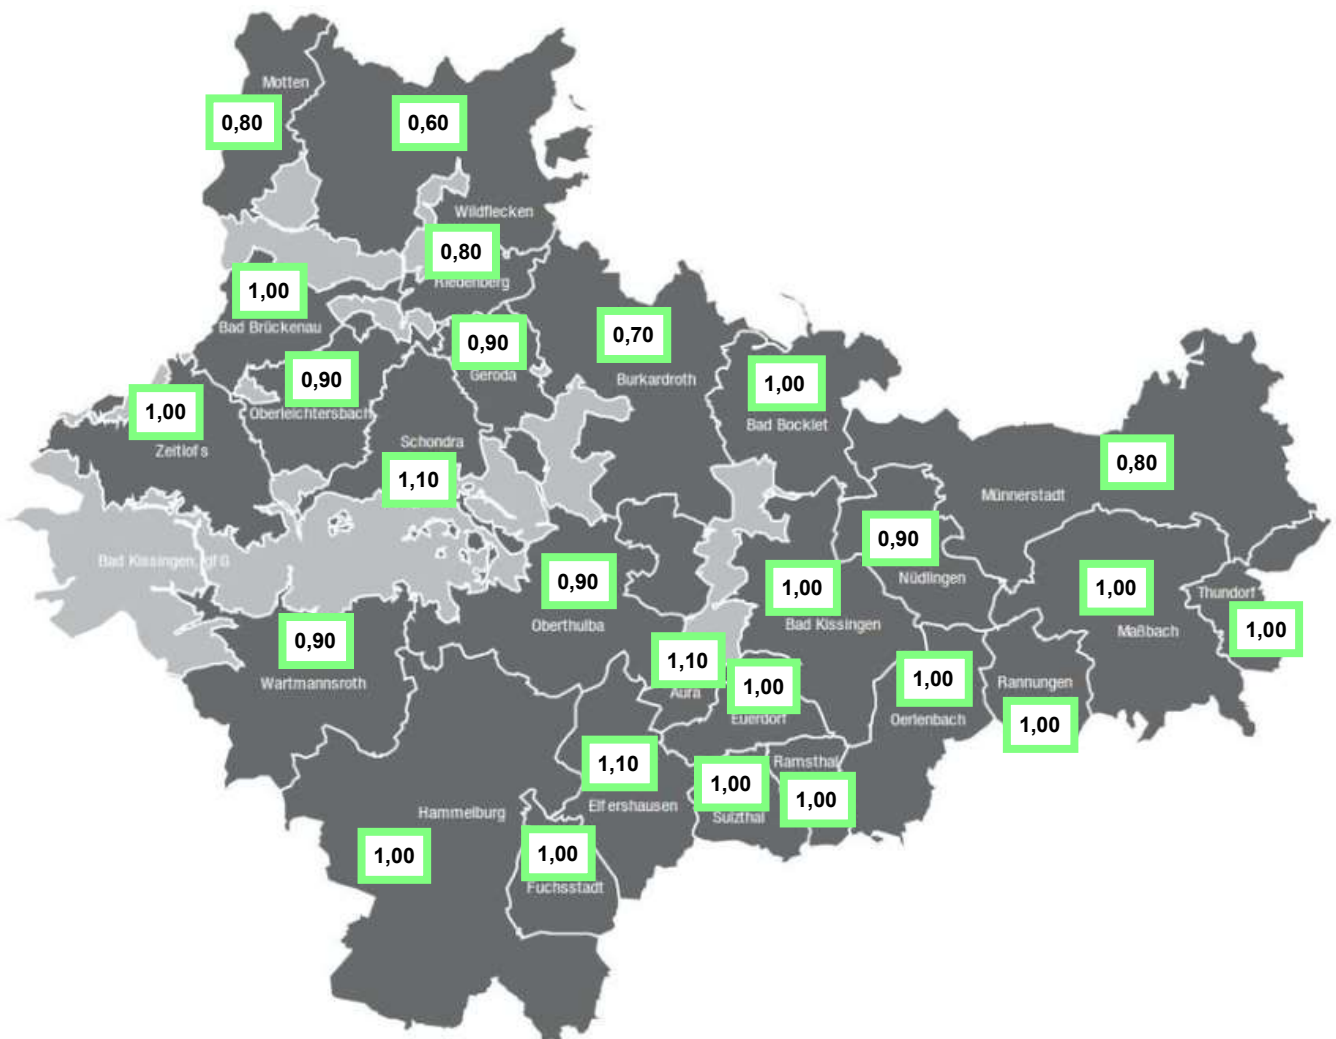 Motten
0,80
0,60
Wildflecken
0,80
Riedenberg
1,00
Bad Brückenau
0,90
Geroda
0,70
Burkardroth
0,90
Oberleichtersbach
1,00
Bad Bocklet
1,00
Zeitlofs
Schondra
1,10
0,80
Münnerstadt
0,90
Nüdlingen
Bad Kissingen, gfG
0,90
Oberthulba
1,00
Bad Kissingen
1,00
Maßbach
Thundorf
1,00
0,90
Wartmannsroth
1,10
Aura
1,00
Euerdorf
1,00
Oerlenbach
Rannungen
1,00
1,10
Elfershausen
Ramsthal
1,00
1,00
Sulzthal
Hammelburg
1,00
1,00
Fuchsstadt